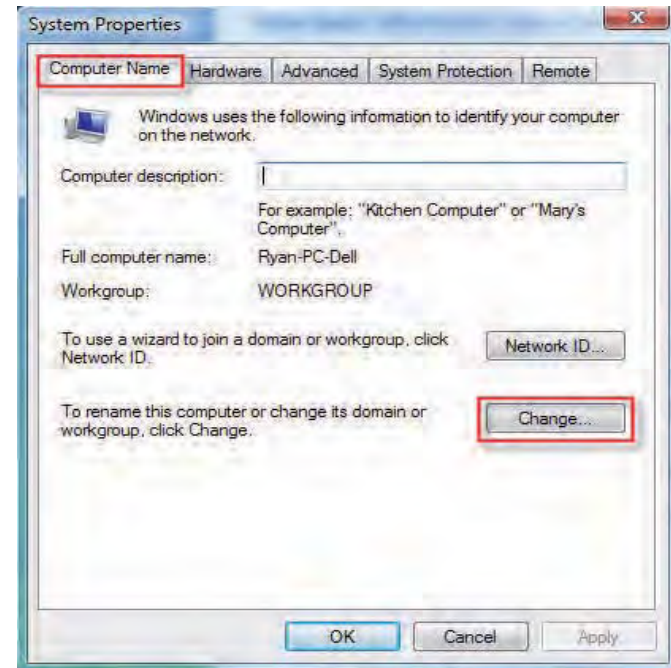 System Properties
Computer Name Hardware Advanced System Protection Remote
Windows uses the following information to identify your computer
on the network.
Computer description:
For example: "Kitchen Computer" or "Mary's
Computer".
Full computer name: Ryan-PC-Dell
Workgroup: WORKGROUP
To use a wizard to join a domain or workgroup, click
Network ID.
Network ID...
To rename this computer or change its domain or
workgroup, click Change.
Change...
OK Cancel Apply